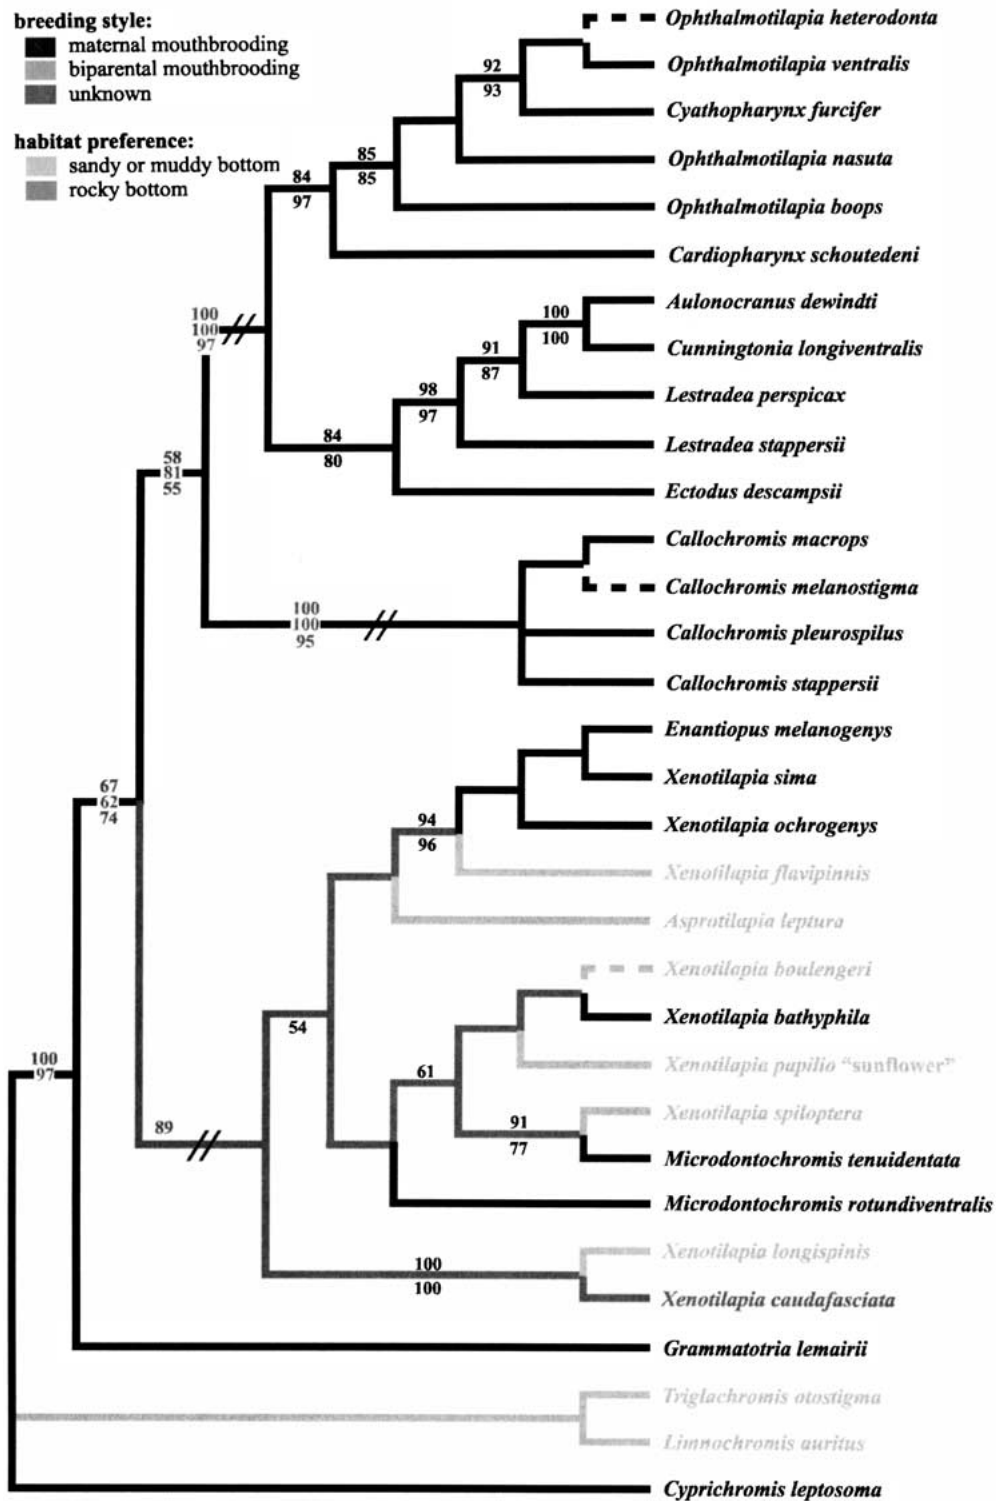 breeding style:
maternal mouthbrooding
biparental mouthbrooding
unknown
habitat preference:
sandy or muddy bottom
rocky bottom
Ophthalmotilapia heterodonta
Ophthalmotilapia ventralis
92
93
Cyathopharynx furcifer
Ophthalmotilapia nasuta
85
85
84
97
Ophthalmotilapia boops
Cardiopharynx schoutedeni
Aulonocranus dewindti
100
100
100
100
97
Cunningtonia longiventralis
91
87
Lestradea perspicax
98
97
Lestradea stappersii
84
80
58
81
55
Ectodus descampsii
Callochromis macrops
Callochromis melanostigma
100
100
95
Callochromis pleurospilus
Callochromis stappersii
Enantiopus melanogenys
Xenotilapia sima
67
62
74
Xenotilapia ochrogenys
94
96
Xenotilapia flavipinnis
Asprotilapia leptura
Xenotilapia boulengeri
Xenotilapia bathyphila
54
Xenotilapia papilio “sunflower”
100
97
61
Xenotilapia spiloptera
89
91
77
Microdontochromis tenuidentata
Microdontochromis rotundiventralis
Xenotilapia longispinis
100
100
Xenotilapia caudafasciata
Grammatotria lemairii
Triglachromis otostigma
Limnochromis auritus
Cyprichromis leptosoma